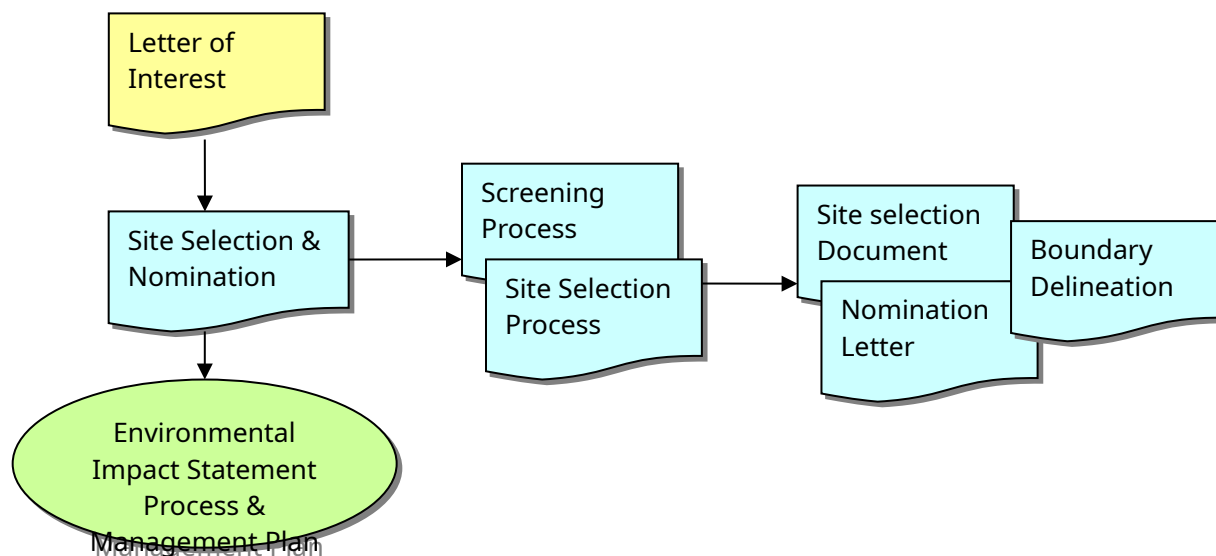 Letter of
Interest
Site Selection &
Nomination
Screening
Process
Site Selection
Process
Site selection
Document
Nomination
Letter
Boundary
Delineation
Environmental
Impact Statement
Process &
Management Plan